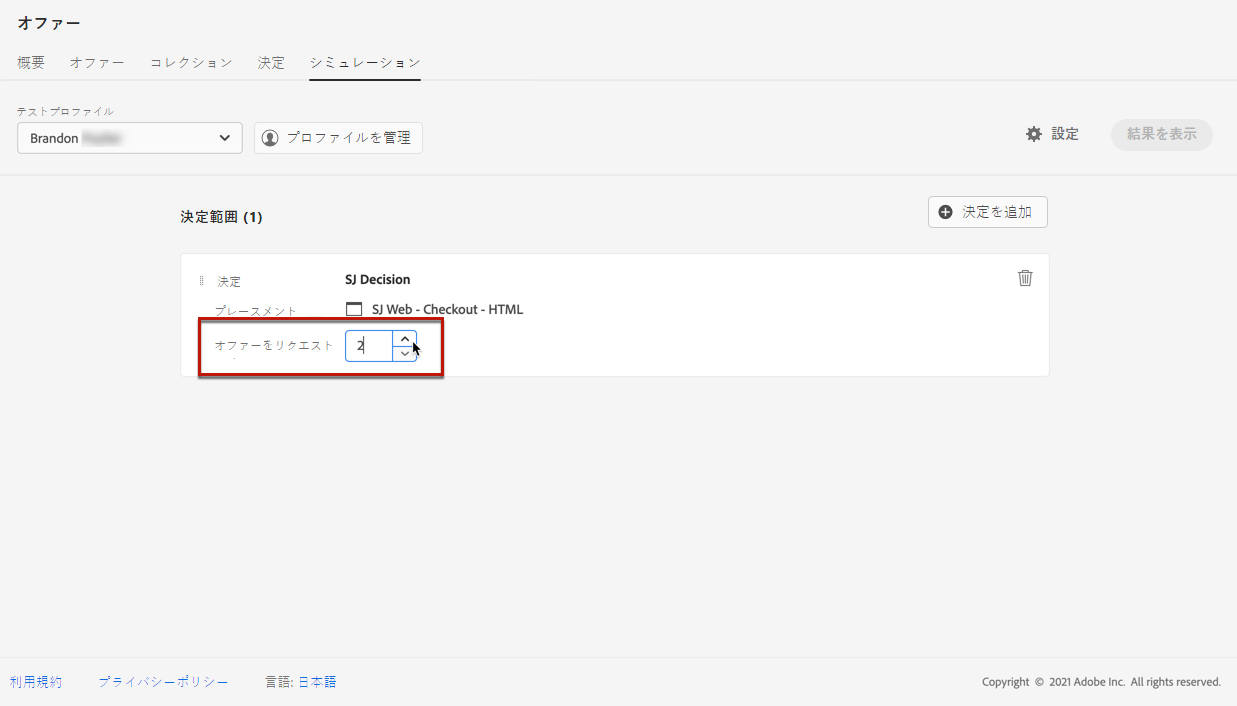 オファー
概要 オファー コレクション 決定 シミュレーション
テストプロファイル
Brandon
プロファイルを管理
設定
結果を表示
決定範囲 (1)
決定を追加
決定 SJ Decision
プレースメント SJ Web - Checkout - HTML
オファーをリクエスト 2
利用規約 プライバシーポリシー 言語: 日本語
Copyright © 2021 Adobe Inc. All rights reserved.